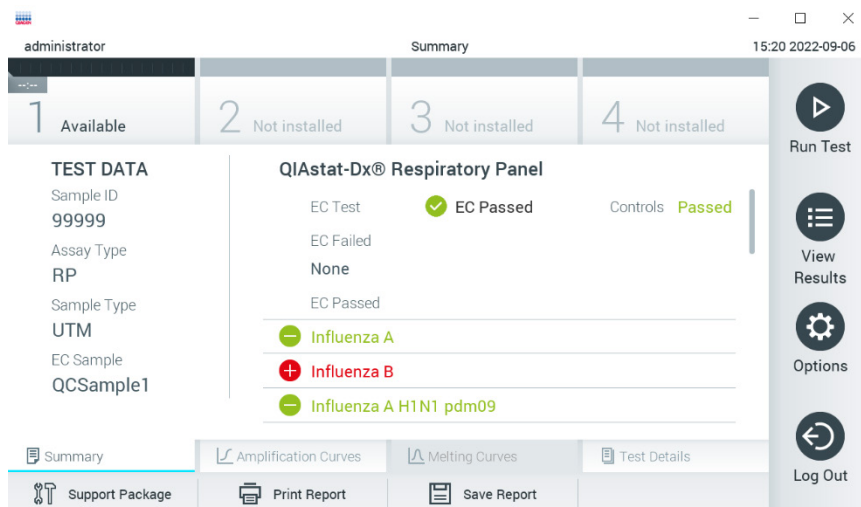 QIAGEN
administrator Summary 15:20 2022-09-06
--:--
1 Available 2 Not installed 3 Not installed 4 Not installed
Run Test
TEST DATA
Sample ID
99999
Assay Type
RP
Sample Type
UTM
EC Sample
QCSample1
QIAstat-Dx® Respiratory Panel
EC Test EC Passed Controls Passed
EC Failed
None
EC Passed
Influenza A
Influenza B
Influenza A H1N1 pdm09
View
Results
Options
Log Out
Summary Amplification Curves Melting Curves Test Details
Support Package Print Report Save Report